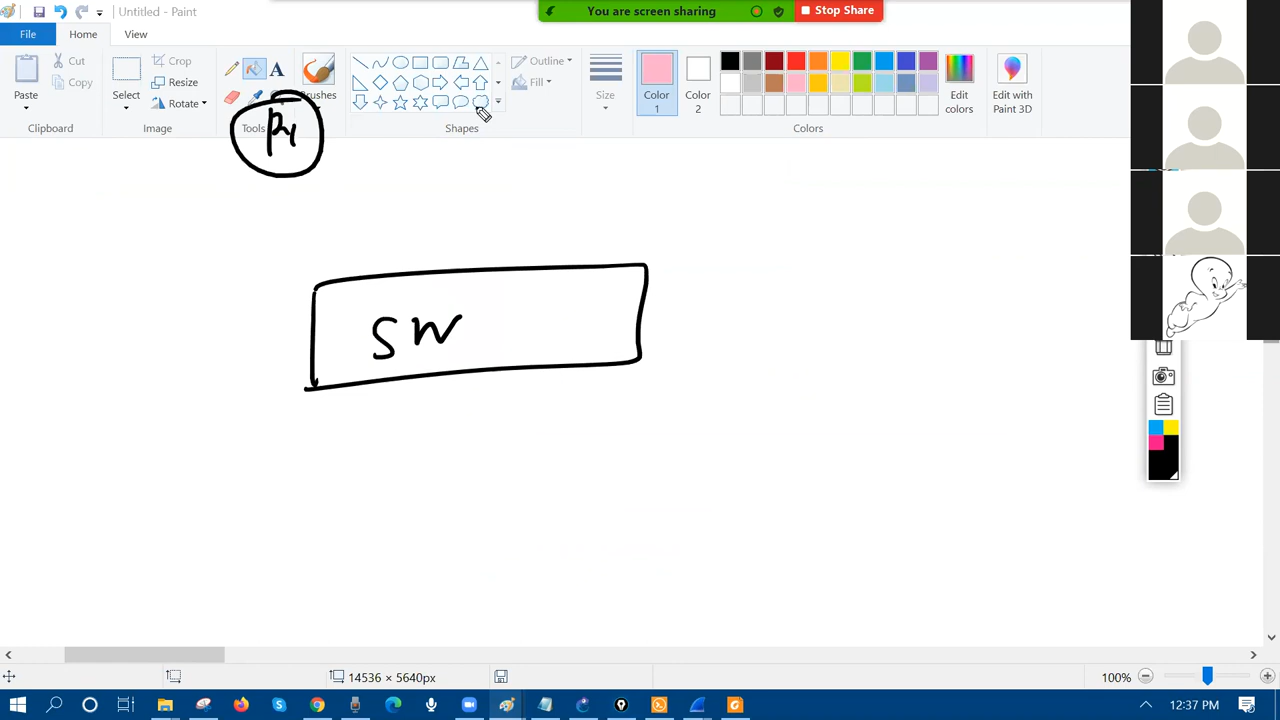 Untitled - Paint
You are screen sharing
Stop Share
File
Home
View
Cut
Copy
Paste
Crop
Resize
Rotate
Select
Image
Brushes
Tools
Shapes
Outline
Fill
Size
Color 1
Color 2
Edit colors
Edit with Paint 3D
Colors
SW
14536 × 5640px
100%
12:37 PM
3